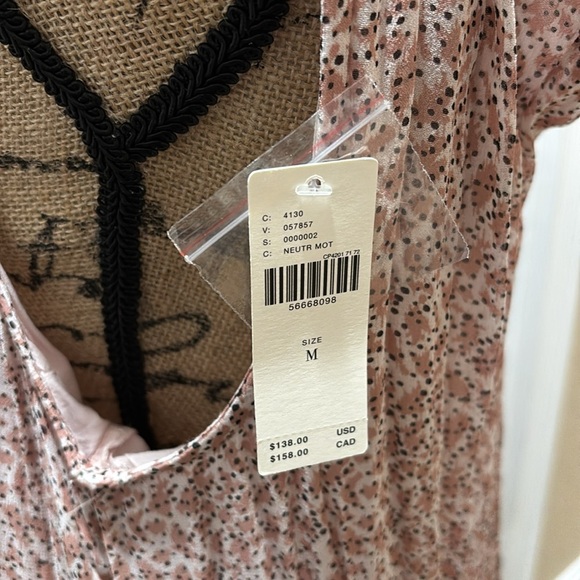 C: 4130
V: 057857
S: 0000002
C: NEUTR MOT
CP4201 71 72
56668098
SIZE
M
$138.00 USD
$158.00 CAD